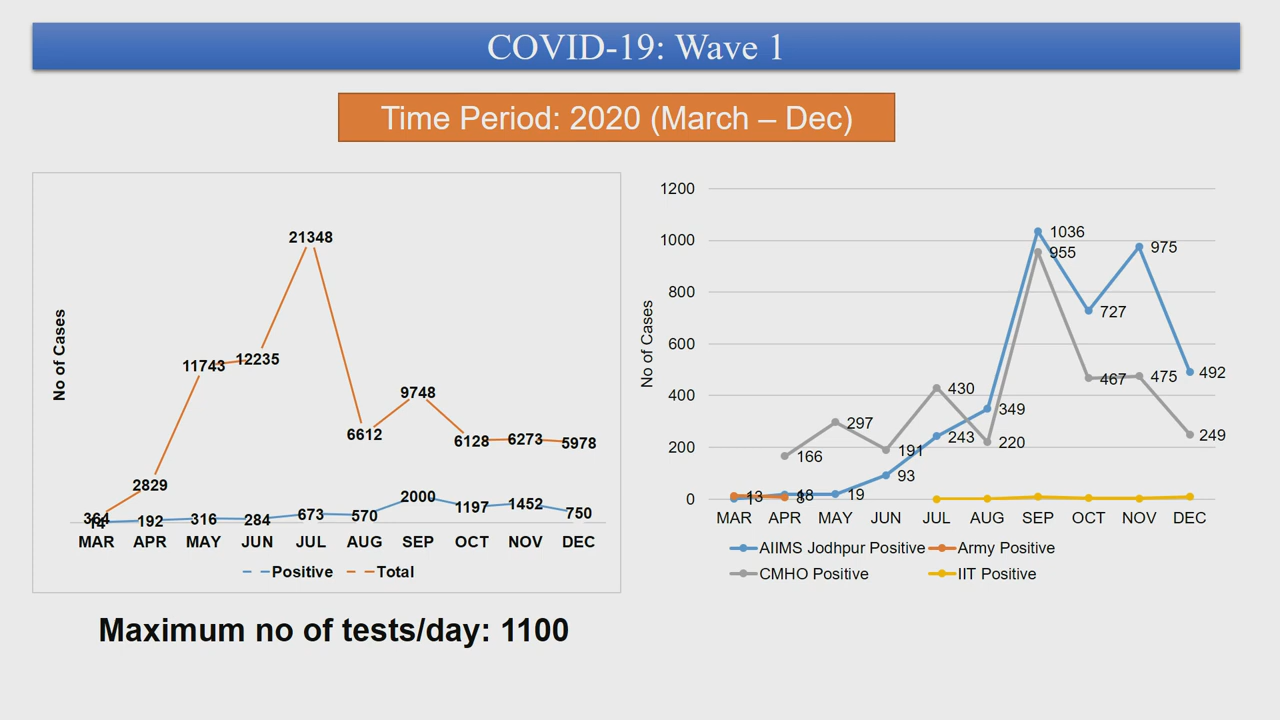 COVID-19: Wave 1
Time Period: 2020 (March – Dec)
No of Cases
21348
11743 12235
9748
6612
6128 6273 5978
2829
364
14 192 316 284 673 570 2000 1197 1452 750
MAR APR MAY JUN JUL AUG SEP OCT NOV DEC
Positive Total
Maximum no of tests/day: 1100
No of Cases
1200
1000
800
600
400
200
0
1036
955
975
727
492
430
467 475
349
297
243
220
249
166
191
93
13
1
18
8
19
MAR APR MAY JUN JUL AUG SEP OCT NOV DEC
AIIMS Jodhpur Positive Army Positive
CMHO Positive IIT Positive